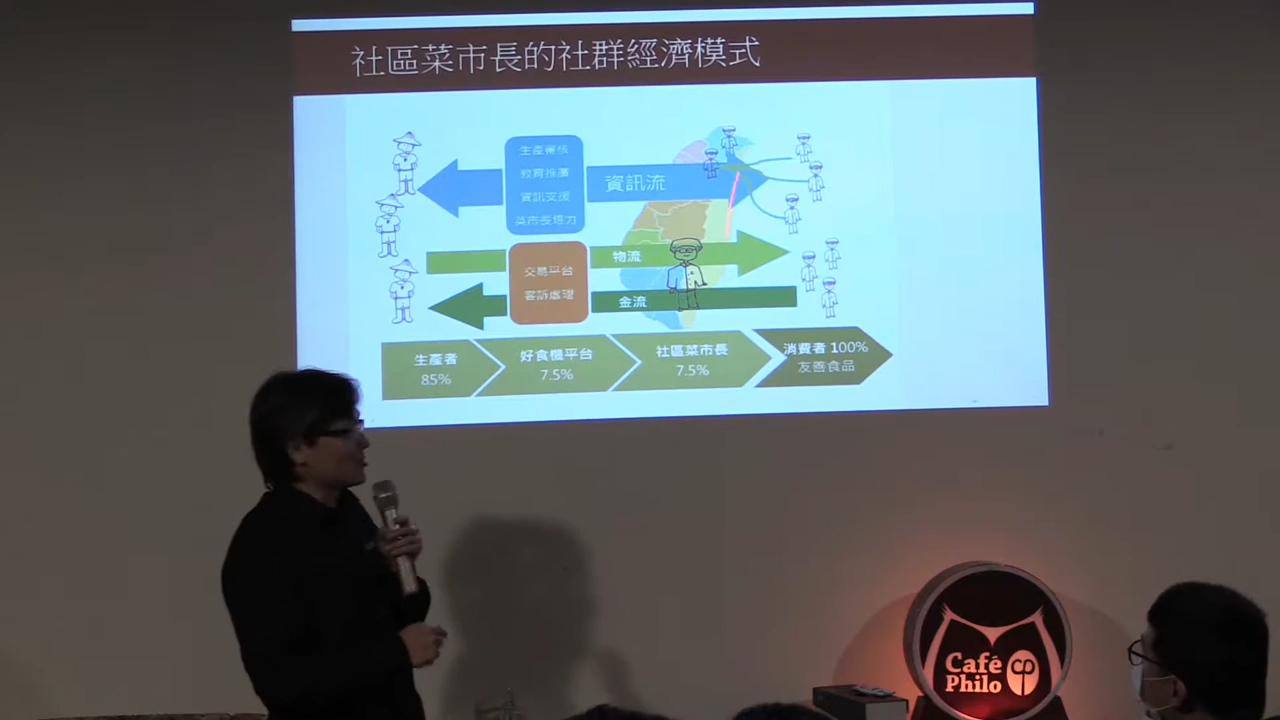 社區菜市長的社群經濟模式
生產審核
教育推廣
資訊支援
菜市長培力
資訊流
交易平台
客訴處理
物流
金流
生產者
85%
好食機平台
7.5%
社區菜市長
7.5%
消費者 100%
友善食品
Café
Philo
cp